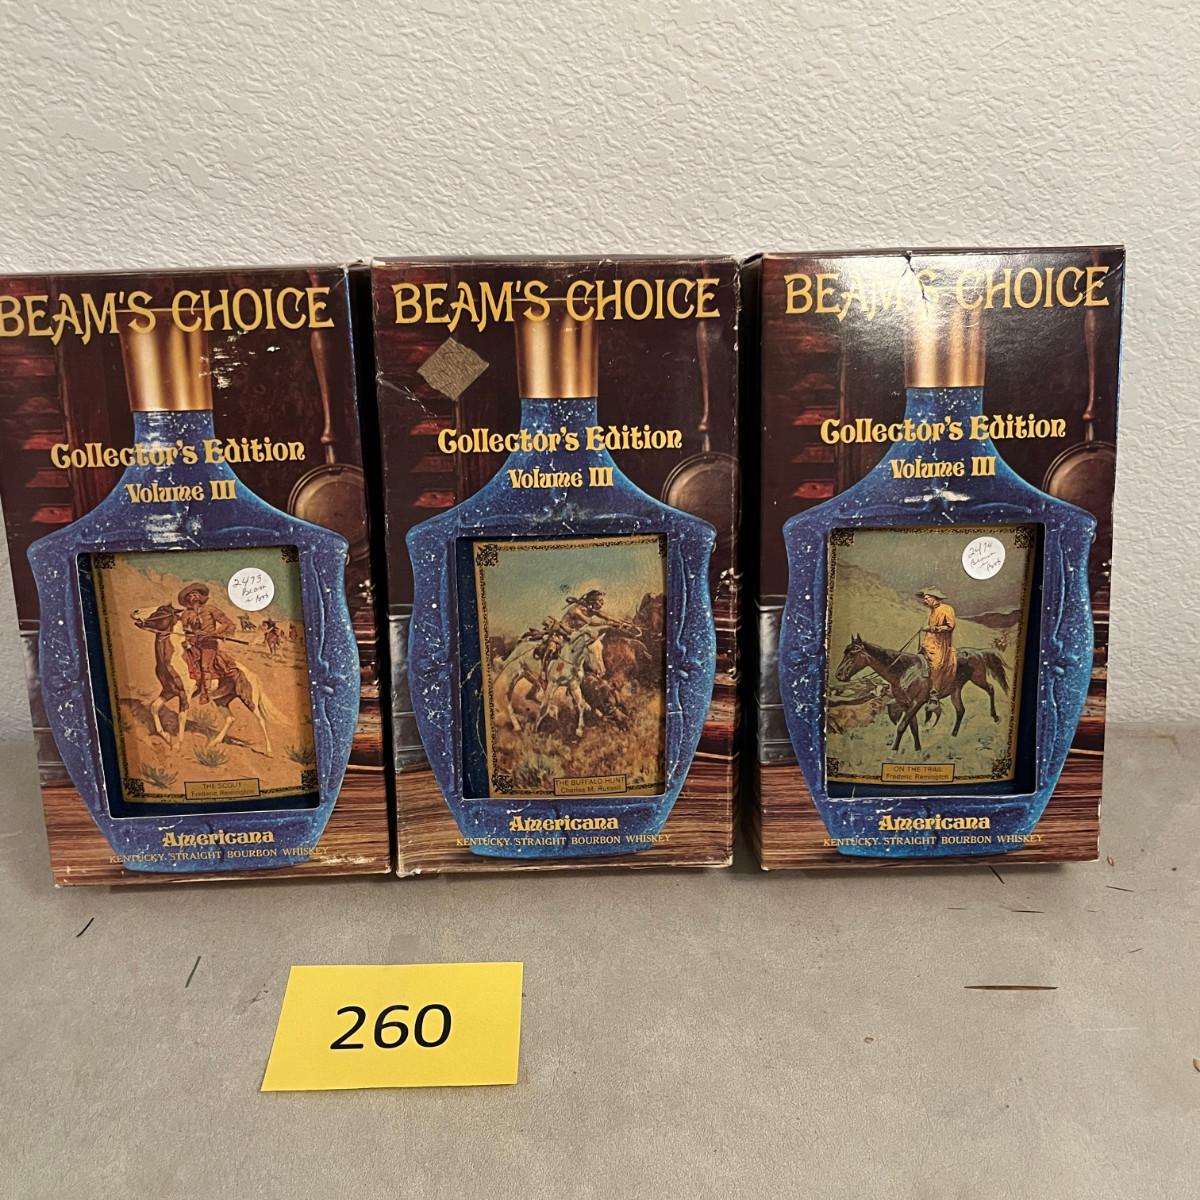 BEAM'S CHOICE
Collector's Edition
Volume III
2473
THE SCOUT
Frederic Remington
Americana
KENTUCKY STRAIGHT BOURBON WHISKEY
BEAM'S CHOICE
Collector's Edition
Volume III
THE BUFFALO HUNT
Charles M. Russell
Americana
KENTUCKY STRAIGHT BOURBON WHISKEY
BEAM'S CHOICE
Collector's Edition
Volume III
2474
ON THE TRAIL
Frederic Remington
Americana
KENTUCKY STRAIGHT BOURBON WHISKEY
260